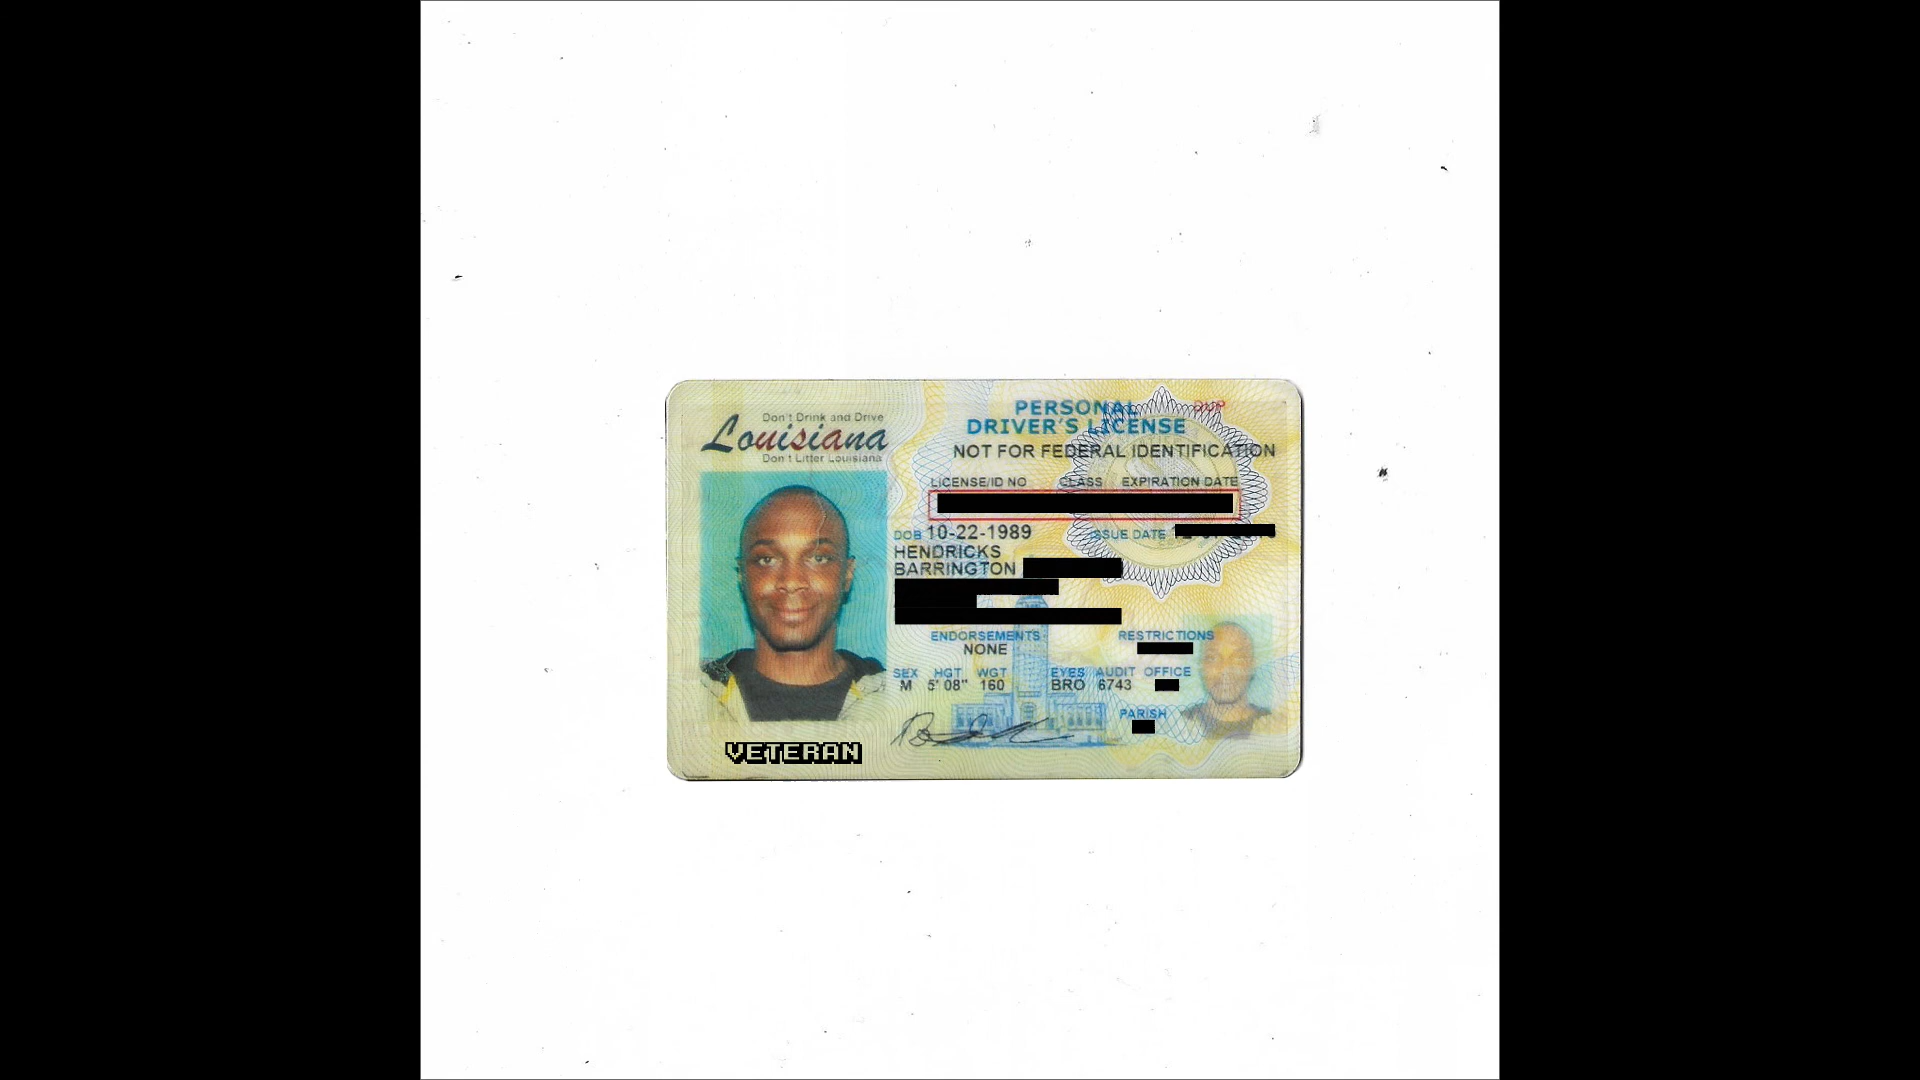 Don't Drink and Drive
Louisiana
Don't Litter Louisiana
PERSONAL
DRIVER'S LICENSE
DUP
NOT FOR FEDERAL IDENTIFICATION
LICENSE/ID NO CLASS EXPIRATION DATE
DOB 10-22-1989 ISSUE DATE
HENDRICKS
BARRINGTON
ENDORSEMENTS RESTRICTIONS
NONE
SEX HGT WGT EYES AUDIT OFFICE
M 5'08" 160 BRO 6743
PARISH
VETERAN